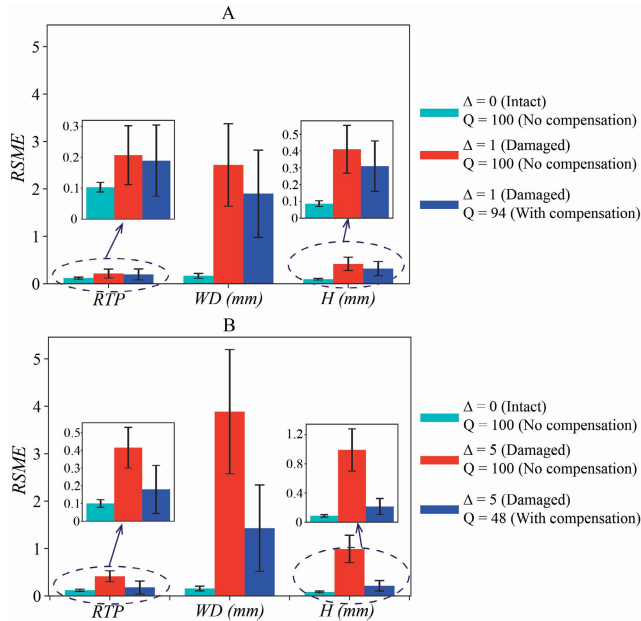 A
RSME
5
4
3
2
1
0
0.3
0.2
0.1
0
0.5
0.4
0.3
0.2
0.1
0
RTP
WD (mm)
H (mm)
Δ = 0 (Intact)
Q = 100 (No compensation)
Δ = 1 (Damaged)
Q = 100 (No compensation)
Δ = 1 (Damaged)
Q = 94 (With compensation)
B
RSME
5
4
3
2
1
0
0.5
0.4
0.3
0.2
0.1
0
1.2
0.8
0.4
0
RTP
WD (mm)
H (mm)
Δ = 0 (Intact)
Q = 100 (No compensation)
Δ = 5 (Damaged)
Q = 100 (No compensation)
Δ = 5 (Damaged)
Q = 48 (With compensation)